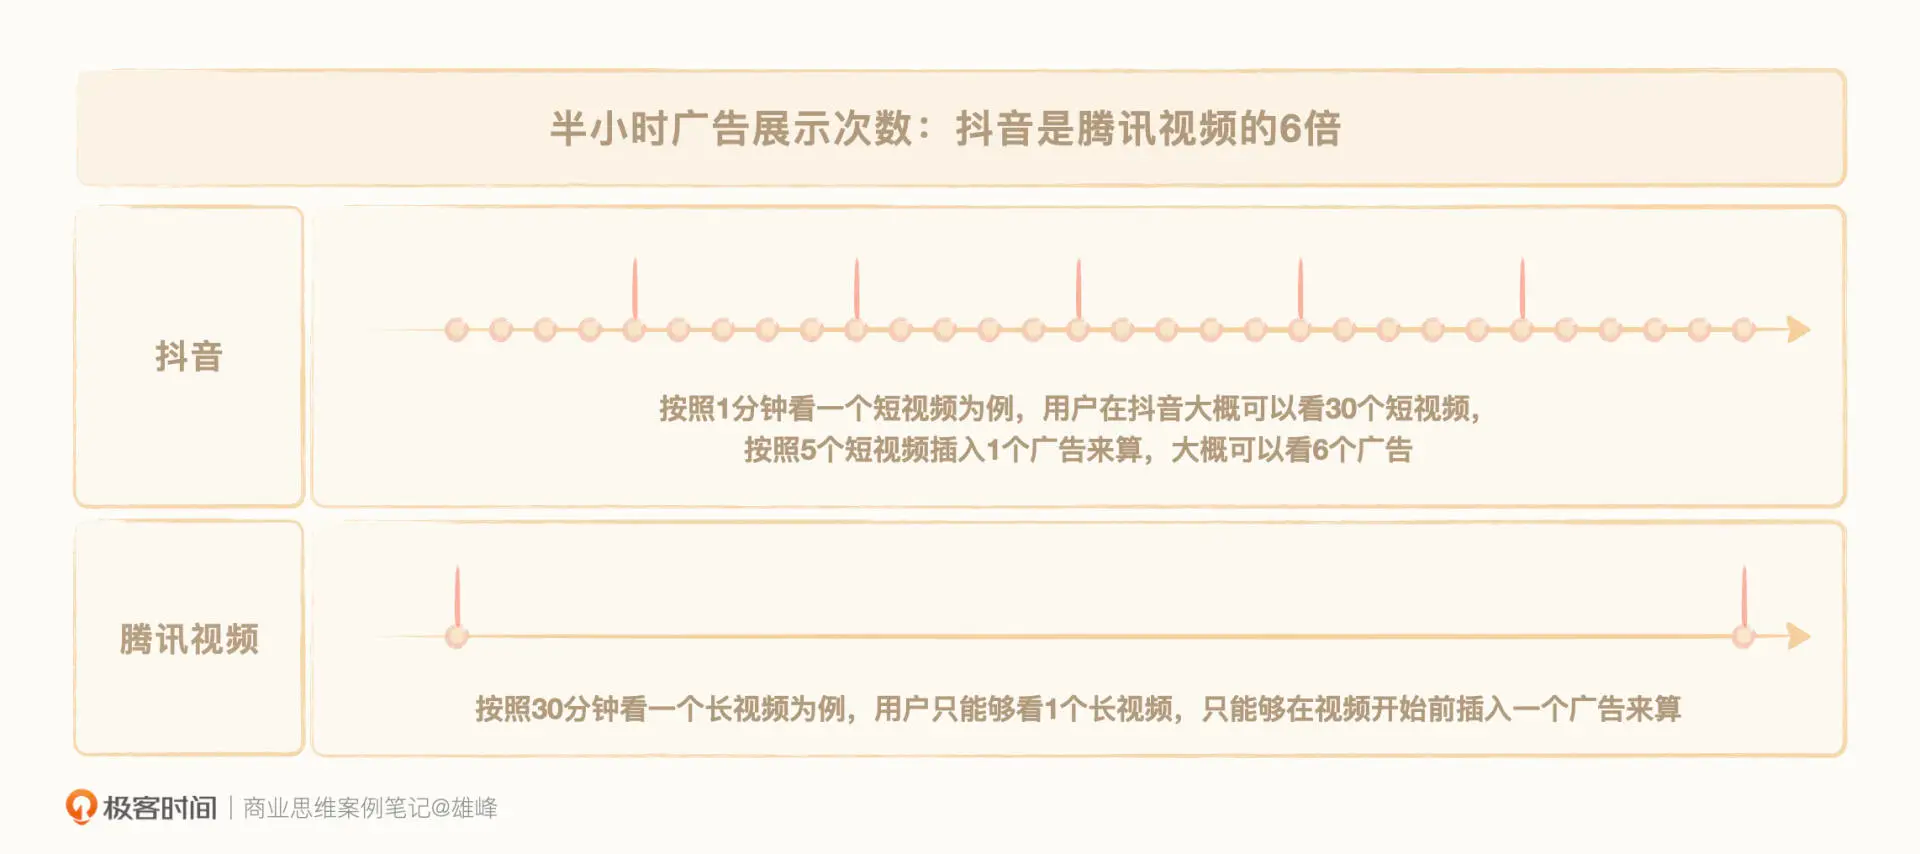 半小时广告展示次数：抖音是腾讯视频的6倍
抖音
按照1分钟看一个短视频为例，用户在抖音大概可以看30个短视频，
按照5个短视频插入1个广告来算，大概可以看6个广告
腾讯视频
按照30分钟看一个长视频为例，用户只能够看1个长视频，只能够在视频开始前插入一个广告来算
极客时间 | 商业思维案例笔记@雄峰